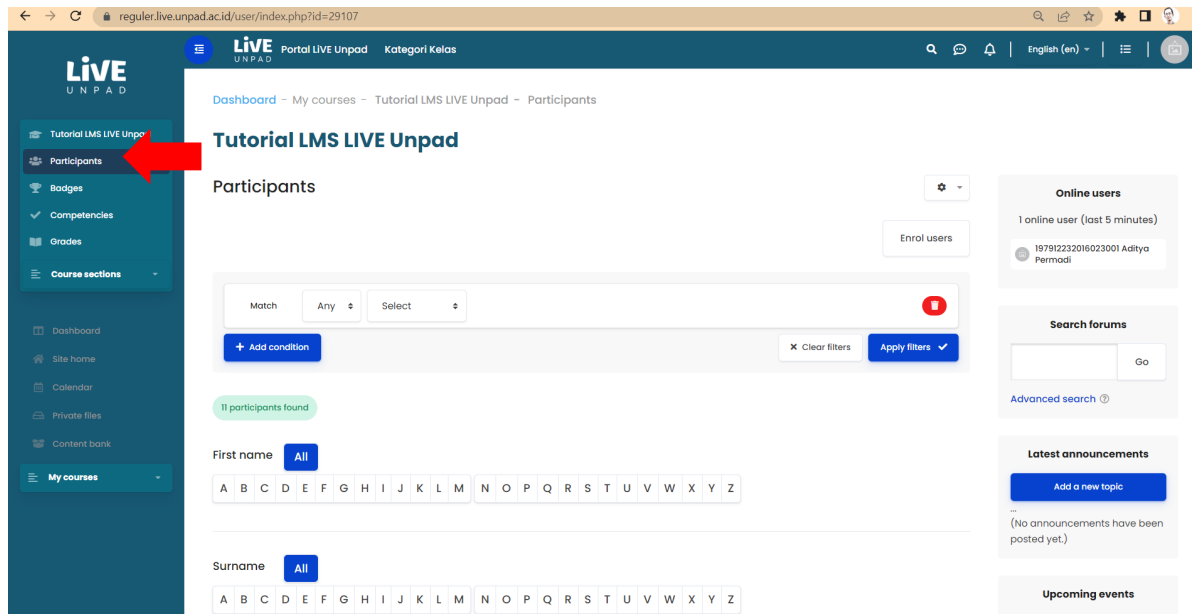 reguler.live.unpad.ac.id/user/index.php?id=29107
LiVE
UNPAD
Tutorial LMS LIVE Unpad
Participants
Badges
Competencies
Grades
Course sections
Dashboard
Site home
Calendar
Private files
Content bank
My courses
LiVE
UNPAD
Portal LiVE Unpad Kategori Kelas
English (en)
Dashboard - My courses - Tutorial LMS LIVE Unpad - Participants
Tutorial LMS LIVE Unpad
Participants
Enrol users
Match Any Select
+ Add condition
× Clear filters Apply filters
11 participants found
First name All
A B C D E F G H I J K L M N O P Q R S T U V W X Y Z
Surname All
A B C D E F G H I J K L M N O P Q R S T U V W X Y Z
Online users
1 online user (last 5 minutes)
197912232016023001 Aditya
Permadi
Search forums
Go
Advanced search
Latest announcements
Add a new topic
...
(No announcements have been
posted yet.)
Upcoming events